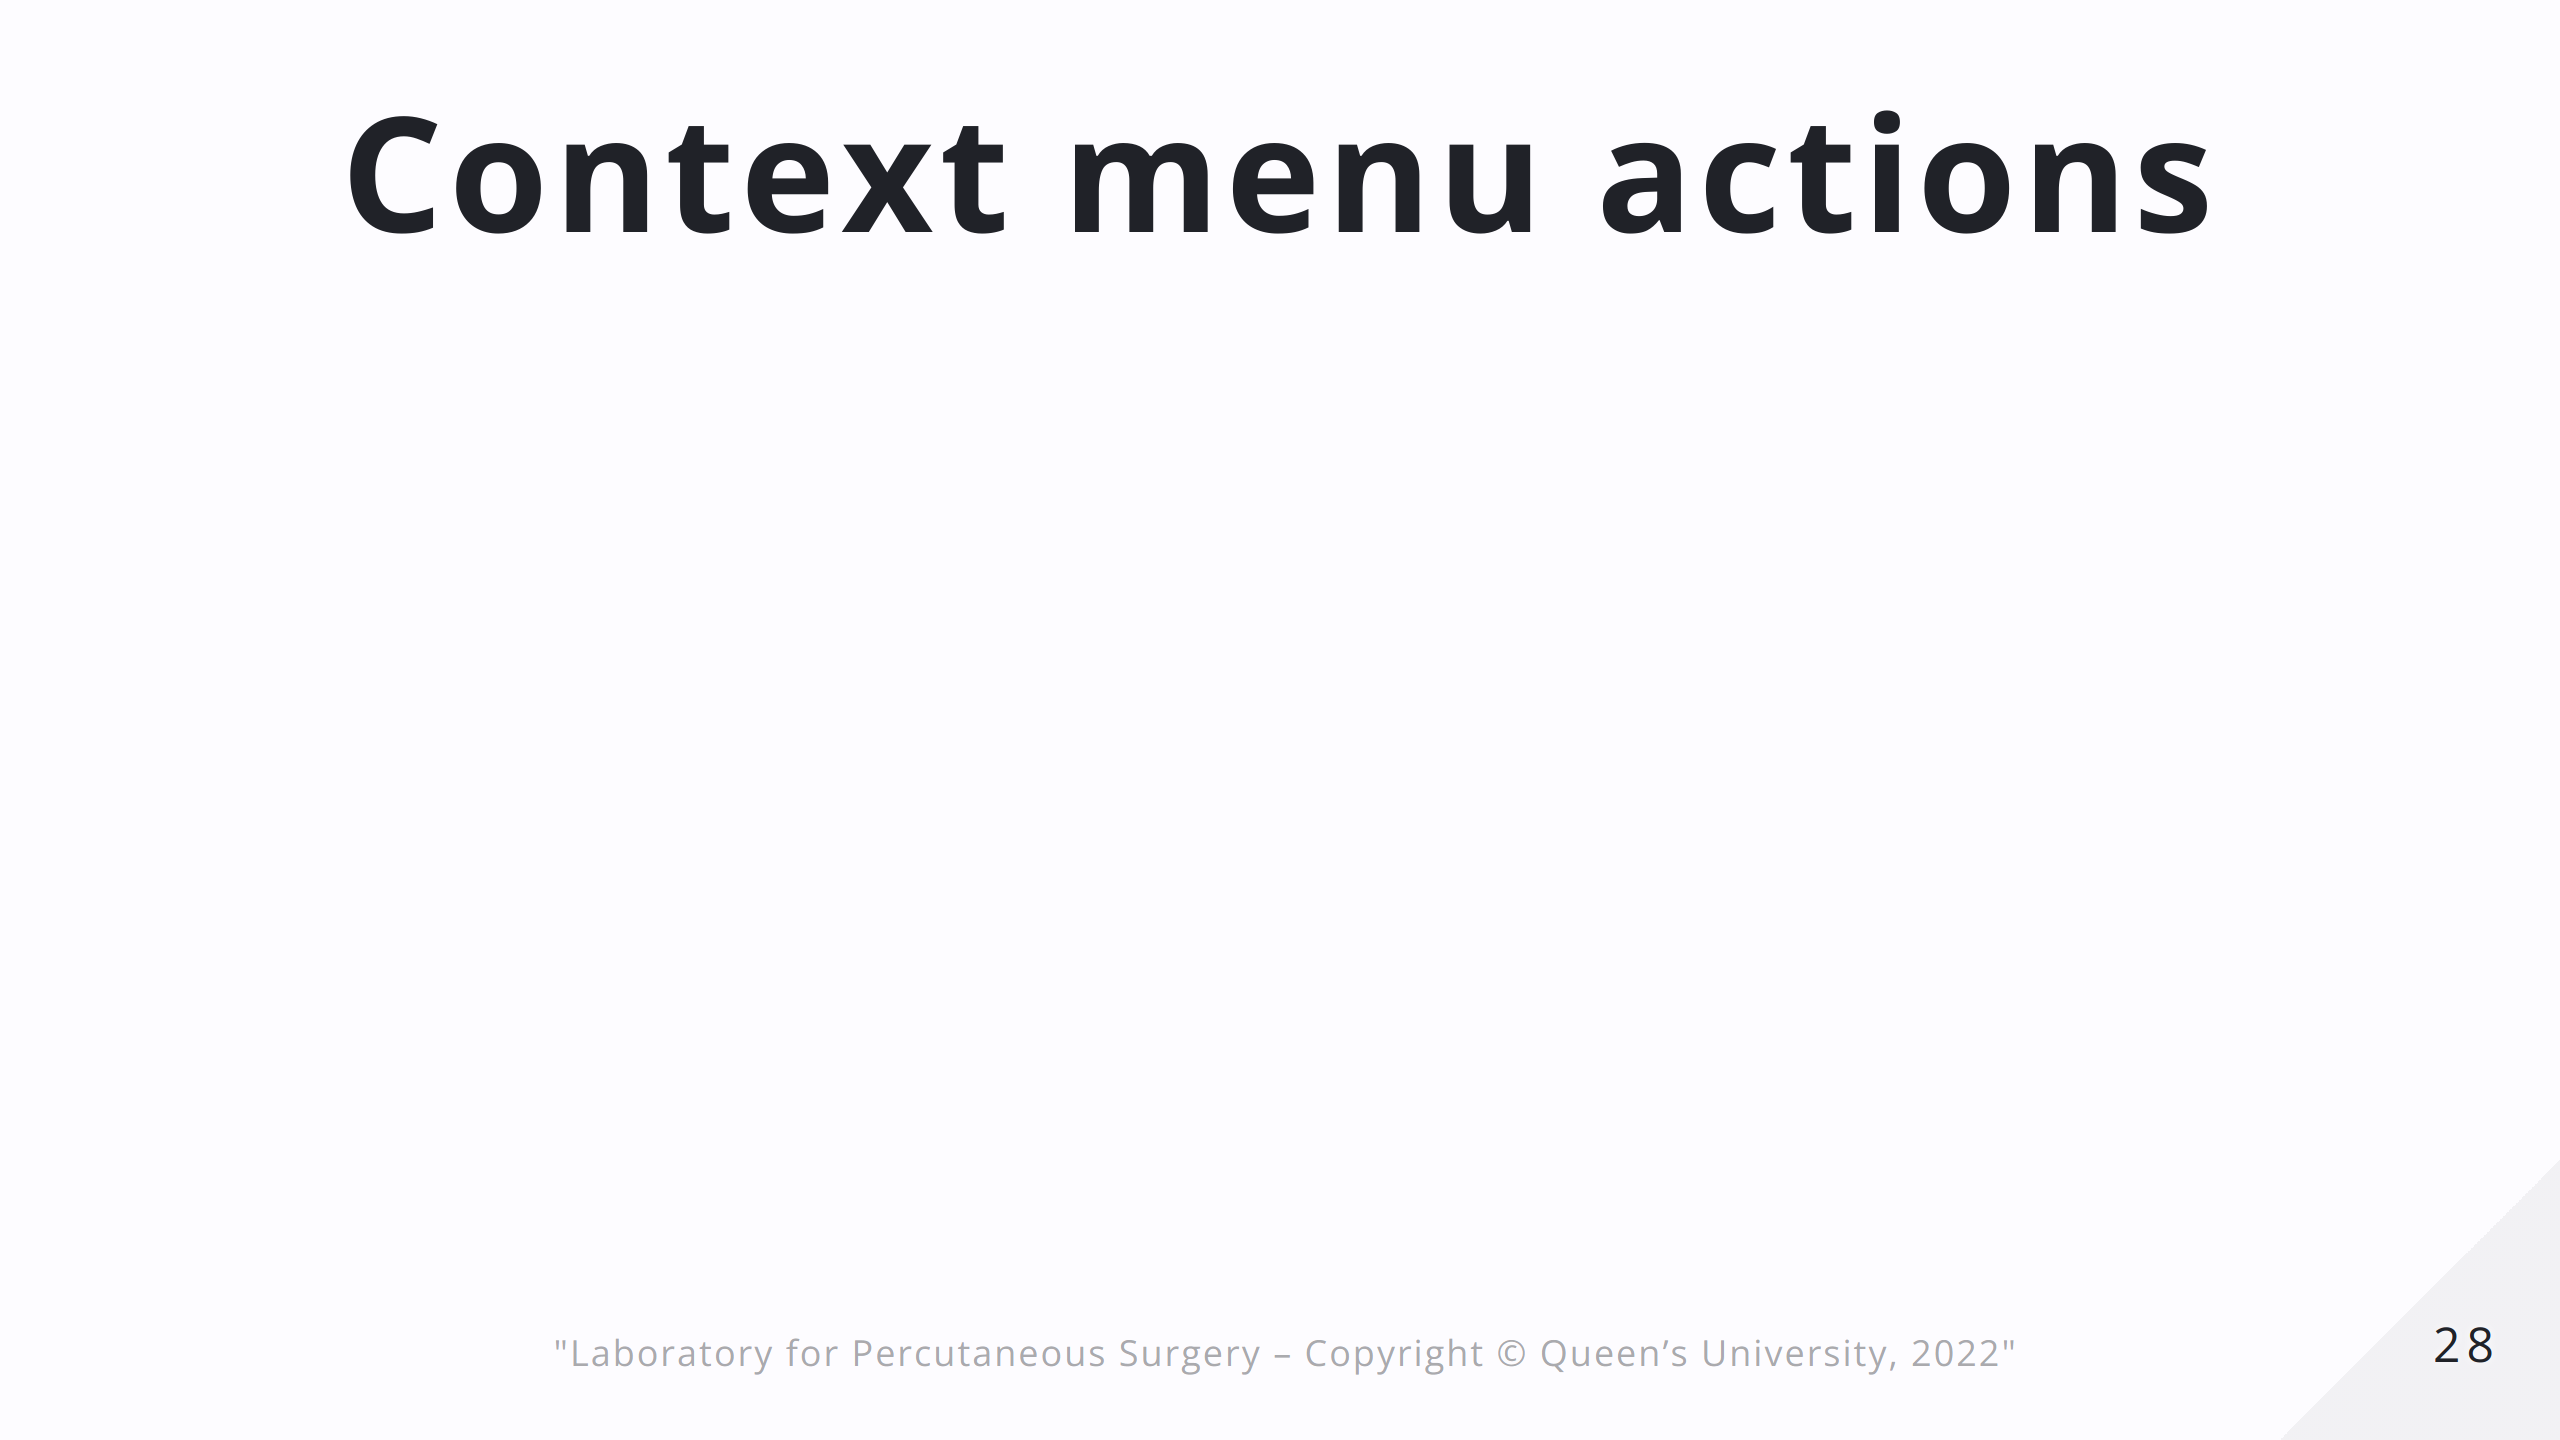 Context menu actions
"Laboratory for Percutaneous Surgery – Copyright © Queen’s University, 2022"
28